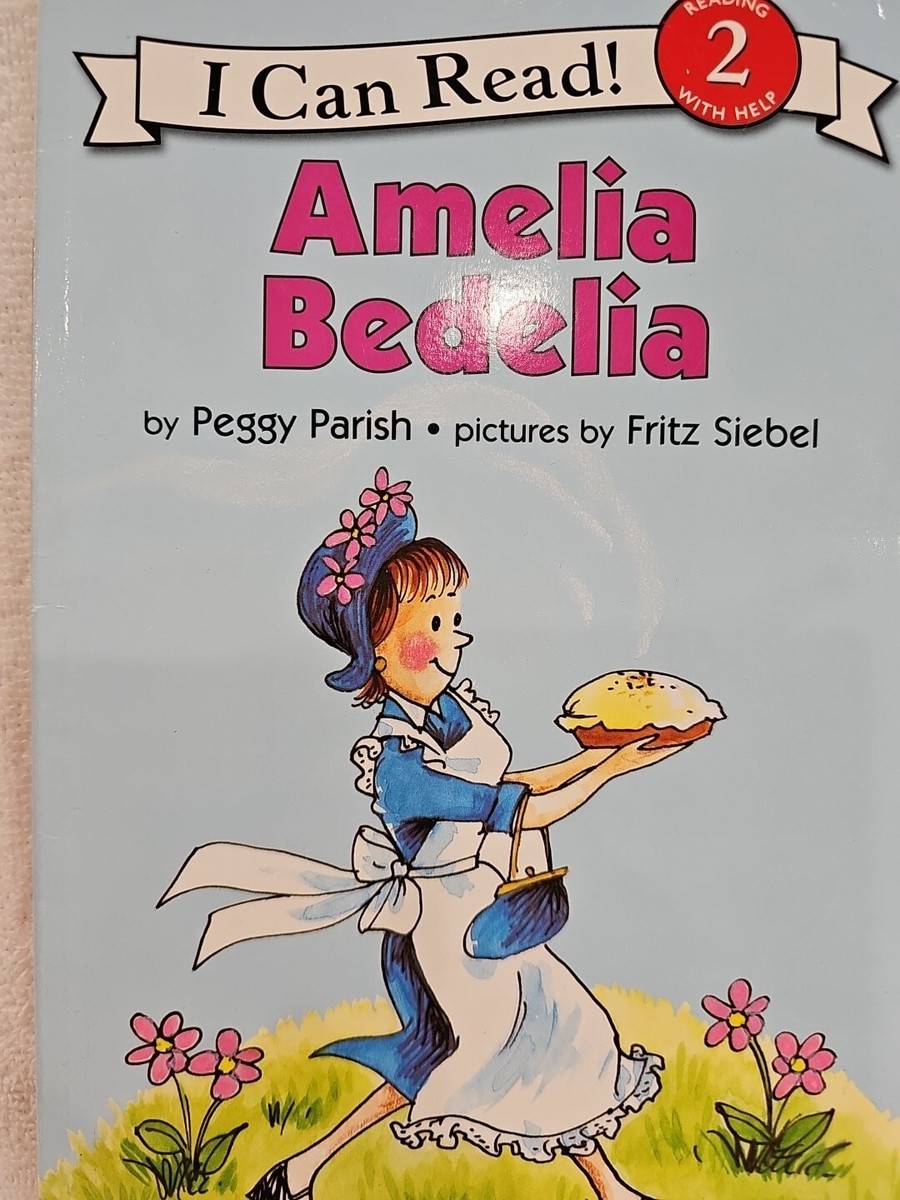 I Can Read!
READING
2
WITH HELP
Amelia
Bedelia
by Peggy Parish • pictures by Fritz Siebel